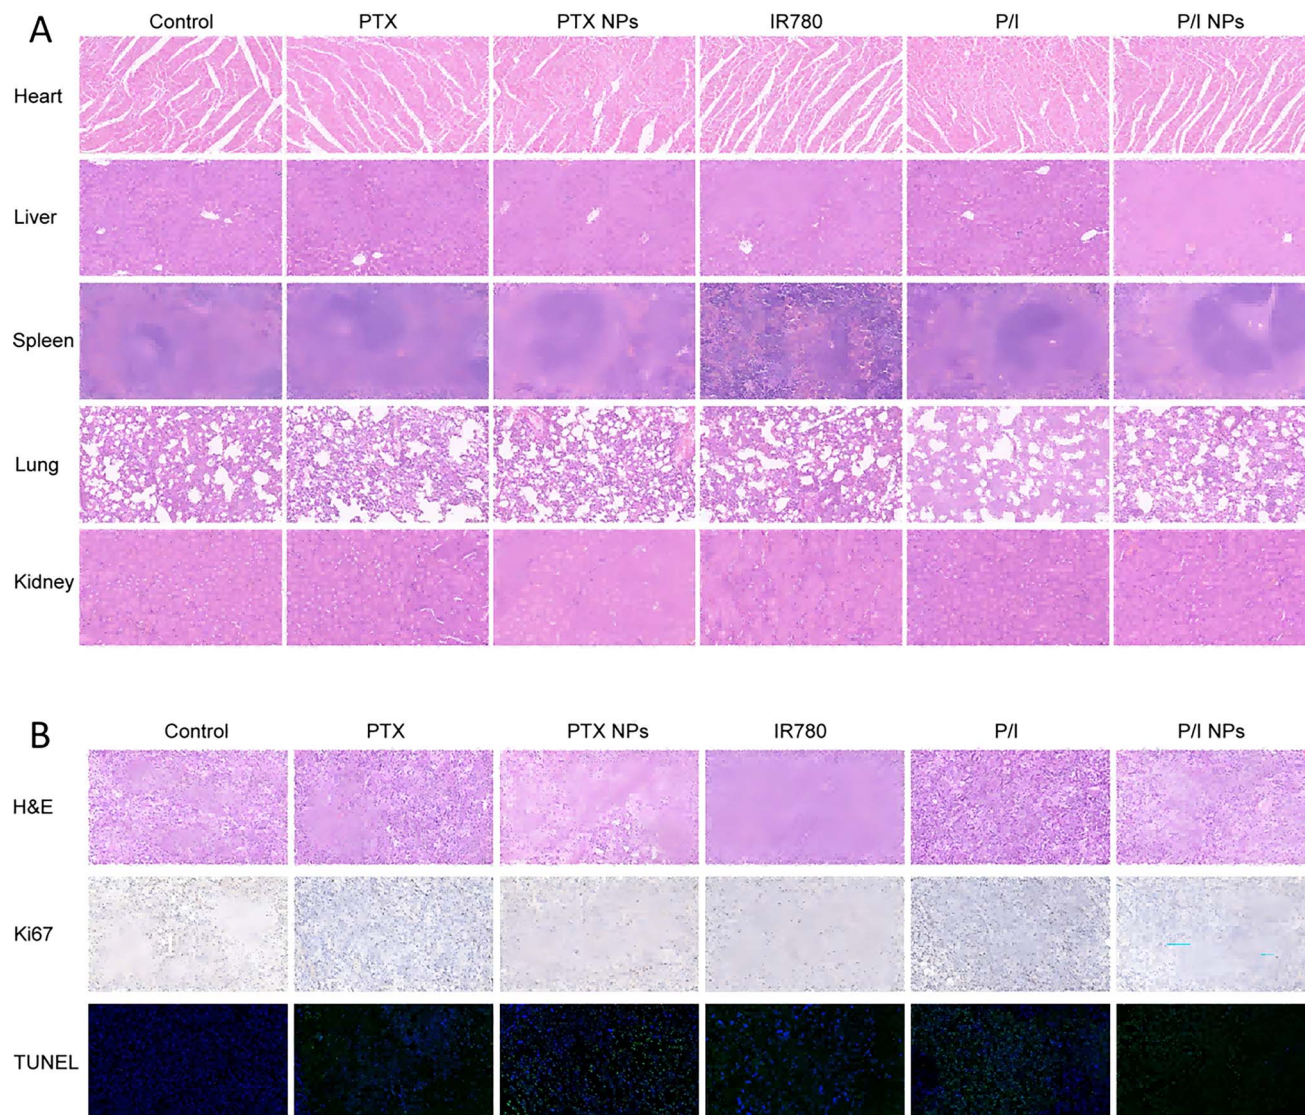 A
Control PTX PTX NPs IR780 P/I P/I NPs
Heart
Liver
Spleen
Lung
Kidney
B
Control PTX PTX NPs IR780 P/I P/I NPs
H&E
Ki67
TUNEL